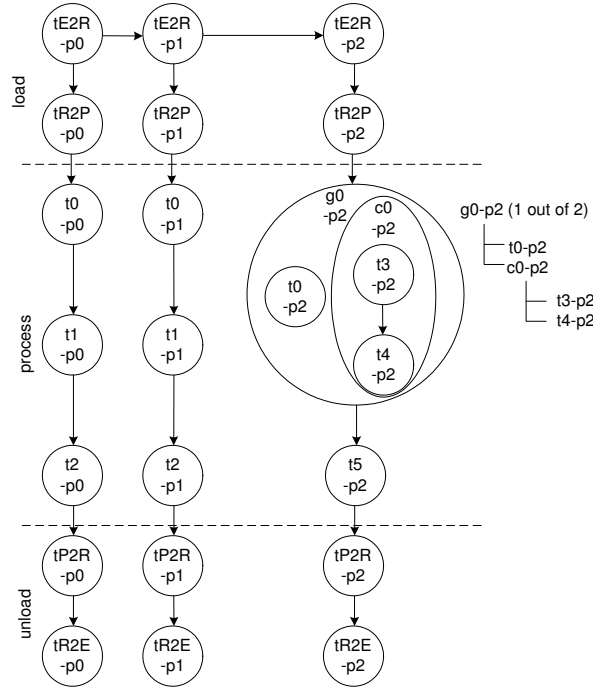 tE2R
-p0
tE2R
-p1
tE2R
-p2
load
tR2P
-p0
tR2P
-p1
tR2P
-p2
t0
-p0
t0
-p1
g0
-p2
c0
-p2
t0
-p2
t3
-p2
t4
-p2
g0-p2 (1 out of 2)
t0-p2
c0-p2
t3-p2
t4-p2
process
t1
-p0
t1
-p1
t2
-p0
t2
-p1
t5
-p2
unload
tP2R
-p0
tP2R
-p1
tP2R
-p2
tR2E
-p0
tR2E
-p1
tR2E
-p2